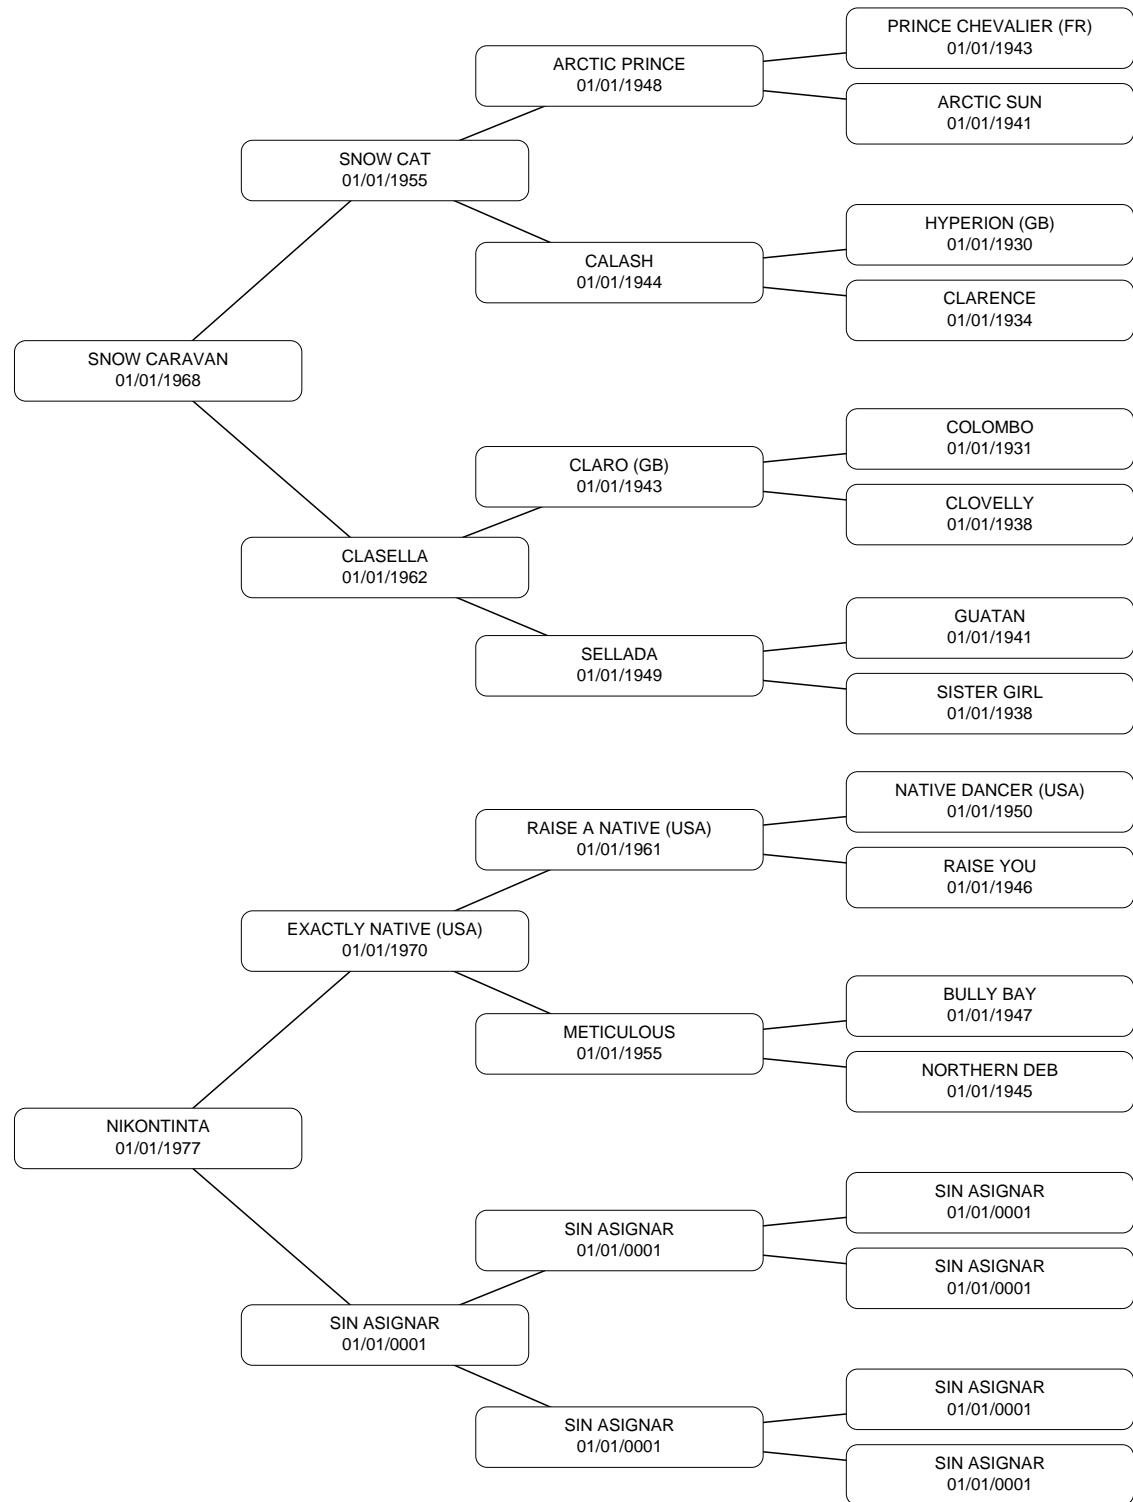 PRINCE CHEVALIER (FR)
01/01/1943
ARCTIC PRINCE
01/01/1948
ARCTIC SUN
01/01/1941
SNOW CAT
01/01/1955
HYPERION (GB)
01/01/1930
CALASH
01/01/1944
CLARENCE
01/01/1934
SNOW CARAVAN
01/01/1968
COLOMBO
01/01/1931
CLARO (GB)
01/01/1943
CLOVELLY
01/01/1938
CLASELLA
01/01/1962
GUATAN
01/01/1941
SELLADA
01/01/1949
SISTER GIRL
01/01/1938
NATIVE DANCER (USA)
01/01/1950
RAISE A NATIVE (USA)
01/01/1961
RAISE YOU
01/01/1946
EXACTLY NATIVE (USA)
01/01/1970
BULLY BAY
01/01/1947
METICULOUS
01/01/1955
NORTHERN DEB
01/01/1945
NIKONTINTA
01/01/1977
SIN ASIGNAR
01/01/0001
SIN ASIGNAR
01/01/0001
SIN ASIGNAR
01/01/0001
SIN ASIGNAR
01/01/0001
SIN ASIGNAR
01/01/0001
SIN ASIGNAR
01/01/0001
SIN ASIGNAR
01/01/0001